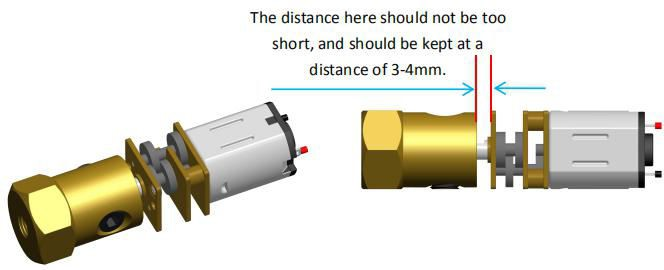 The distance here should not be too
short, and should be kept at a
distance of 3-4mm.